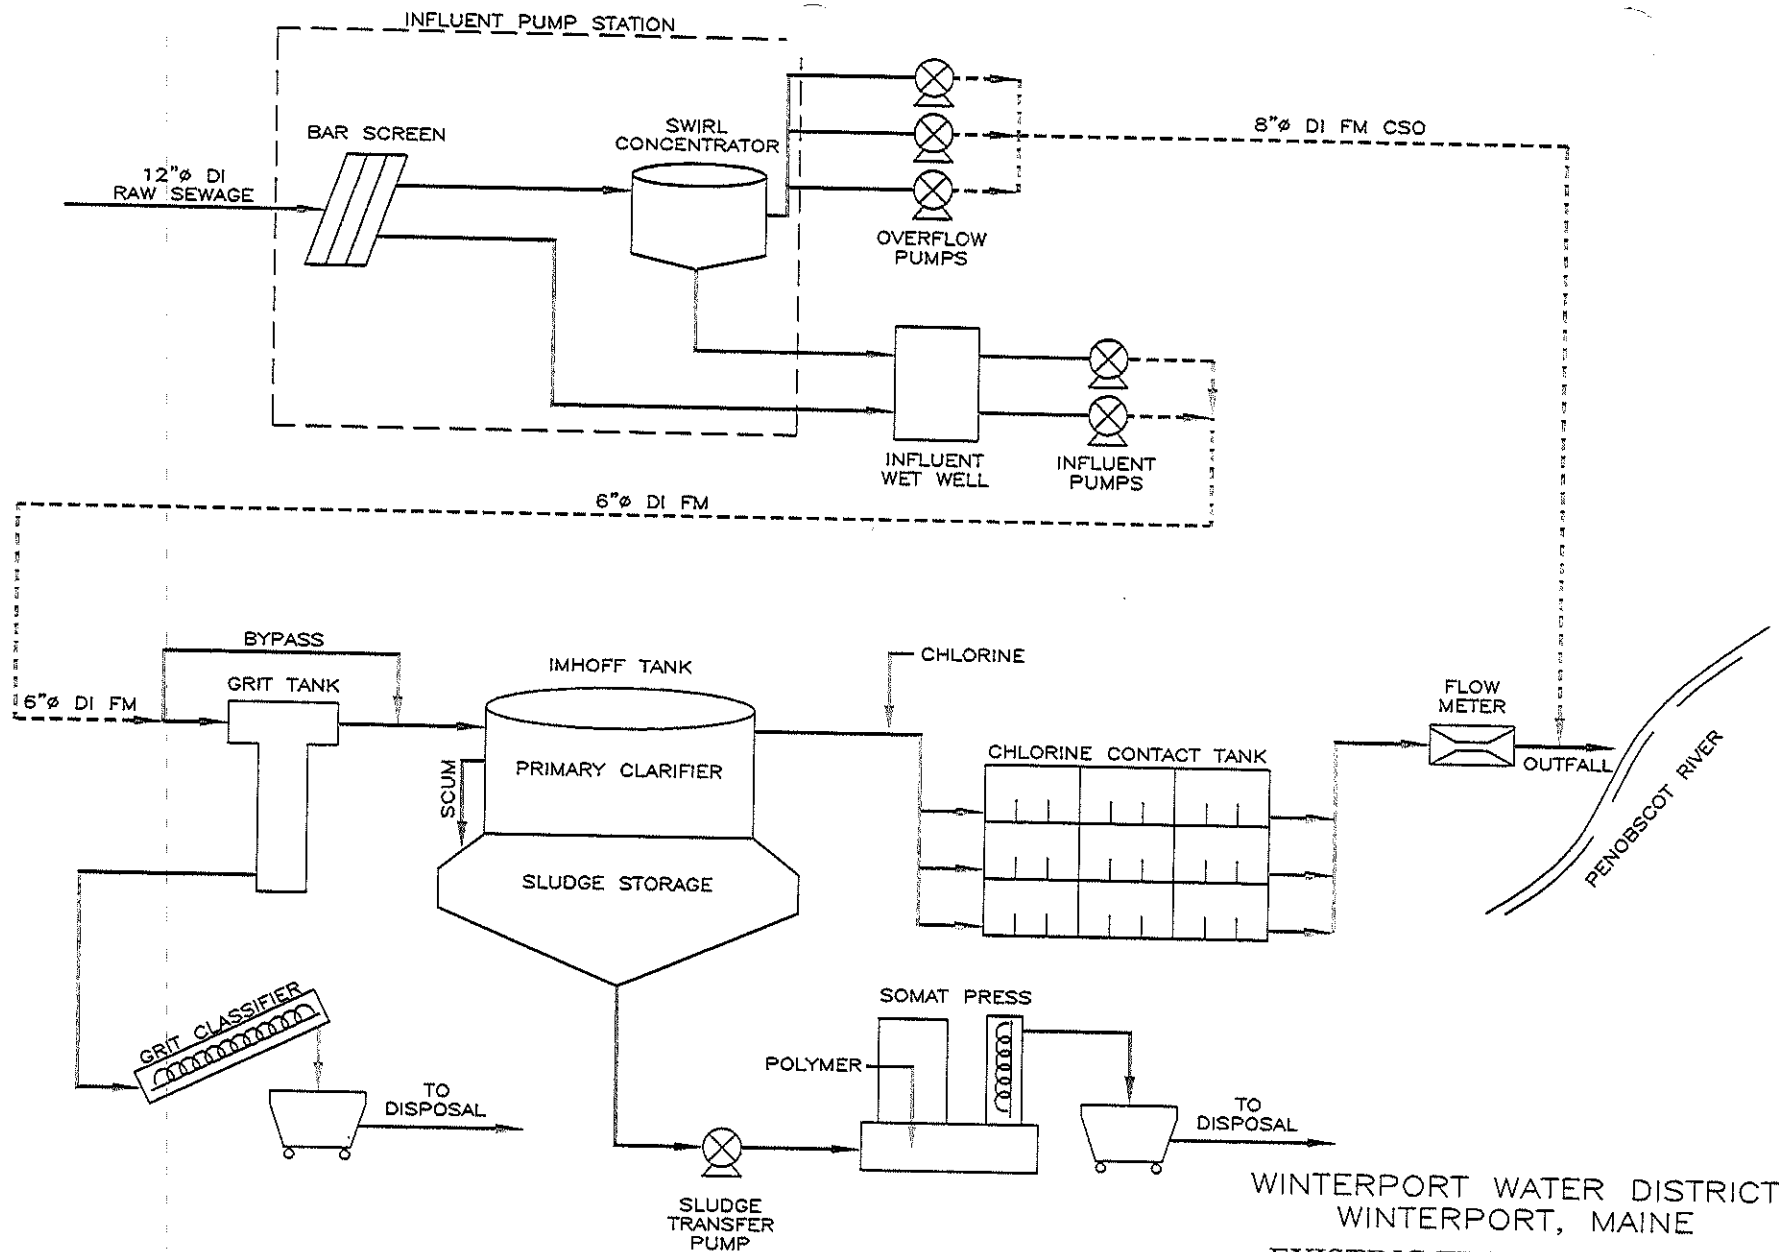 INFLUENT PUMP STATION
BAR SCREEN
SWIRL
CONCENTRATOR
8"ø DI FM CSO
12"ø DI
RAW SEWAGE
OVERFLOW
PUMPS
INFLUENT
WET WELL
INFLUENT
PUMPS
6"ø DI FM
BYPASS
GRIT TANK
6"ø DI FM
IMHOFF TANK
CHLORINE
FLOW
METER
PRIMARY CLARIFIER
SCUM
CHLORINE CONTACT TANK
OUTFALL
PENOBSCOT RIVER
SLUDGE STORAGE
GRIT CLASSIFIER
SOMAT PRESS
POLYMER
TO
DISPOSAL
TO
DISPOSAL
SLUDGE
TRANSFER
PUMP
WINTERPORT WATER DISTRICT
WINTERPORT, MAINE